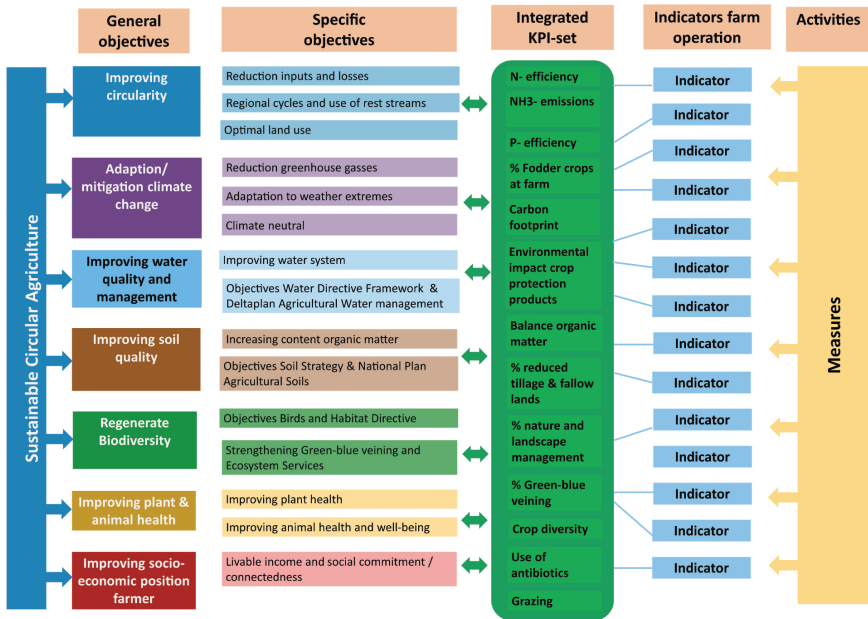 General
objectives
Specific
objectives
Integrated
KPI-set
Indicators farm
operation
Activities
Sustainable Circular Agriculture
Improving
circularity
Adaption/
mitigation climate
change
Improving water
quality and
management
Improving soil
quality
Regenerate
Biodiversity
Improving plant &
animal health
Improving socio-
economic position
farmer
Reduction inputs and losses
Regional cycles and use of rest streams
Optimal land use
Reduction greenhouse gasses
Adaptation to weather extremes
Climate neutral
Improving water system
Objectives Water Directive Framework &
Deltaplan Agricultural Water management
Increasing content organic matter
Objectives Soil Strategy & National Plan
Agricultural Soils
Objectives Birds and Habitat Directive
Strengthening Green-blue veining and
Ecosystem Services
Improving plant health
Improving animal health and well-being
Livable income and social commitment /
connectedness
N- efficiency
NH3- emissions
P- efficiency
% Fodder crops
at farm
Carbon
footprint
Environmental
impact crop
protection
products
Balance organic
matter
% reduced
tillage & fallow
lands
% nature and
landscape
management
% Green-blue
veining
Crop diversity
Use of
antibiotics
Grazing
Indicator
Indicator
Indicator
Indicator
Indicator
Indicator
Indicator
Indicator
Indicator
Indicator
Indicator
Indicator
Indicator
Indicator
Measures